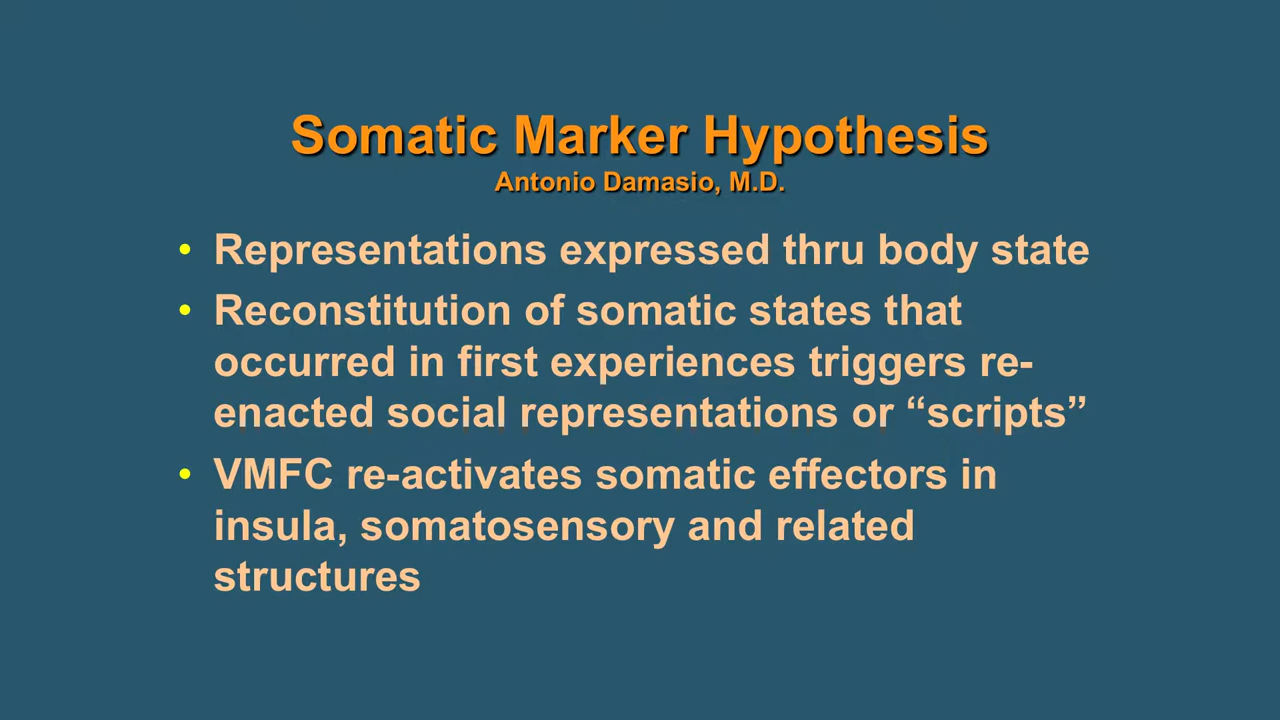 Somatic Marker Hypothesis
Antonio Damasio, M.D.
• Representations expressed thru body state
• Reconstitution of somatic states that
occurred in first experiences triggers re-
enacted social representations or “scripts”
• VMFC re-activates somatic effectors in
insula, somatosensory and related
structures